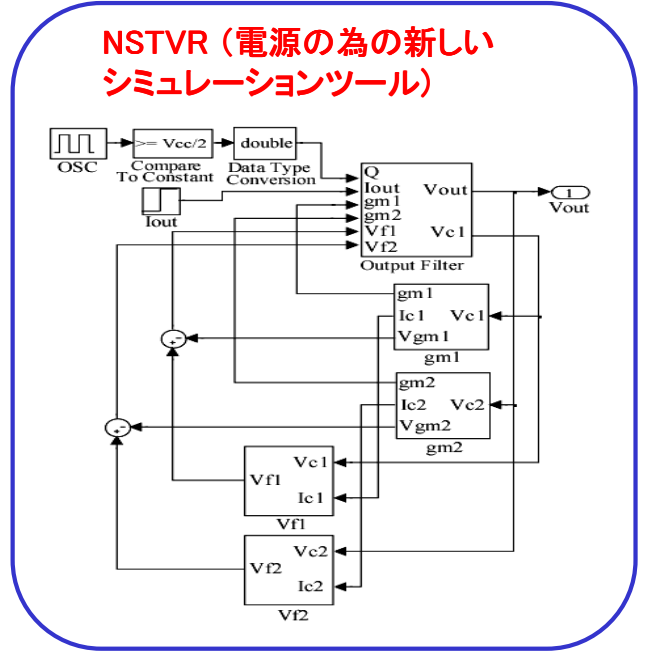 NSTVR（電源の為の新しい
シミュレーションツール）
OSC
>= Vcc/2
Compare
To Constant
double
Data Type
Conversion
Iout
Q
Iout
gm1
gm2
Vf1
Vf2
Vout
Vc1
Output Filter
1
Vout
gm1
Ic1
Vgm1
Vc1
gm1
+-
gm2
Ic2
Vgm2
Vc2
gm2
+-
Vc1
Vf1
Ic1
Vf1
Vc2
Vf2
Ic2
Vf2